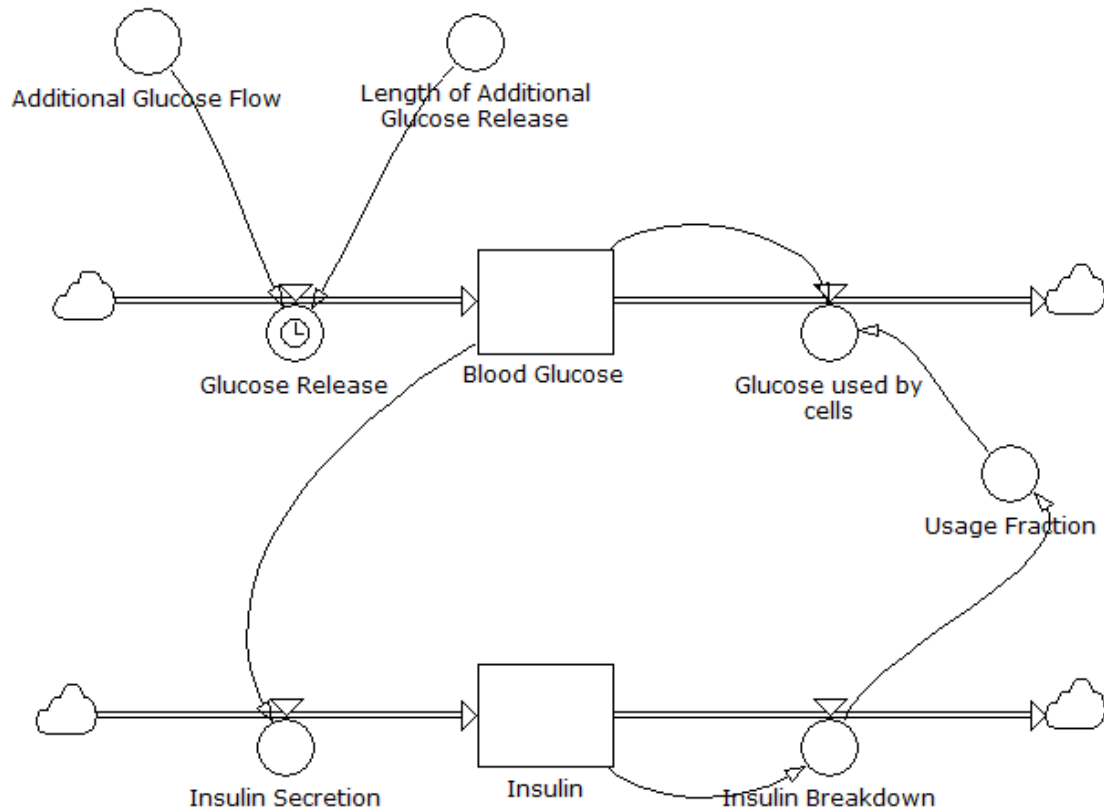 Additional Glucose Flow
Length of Additional
Glucose Release
Glucose Release
Blood Glucose
Glucose used by
cells
Usage Fraction
Insulin Secretion
Insulin
Insulin Breakdown